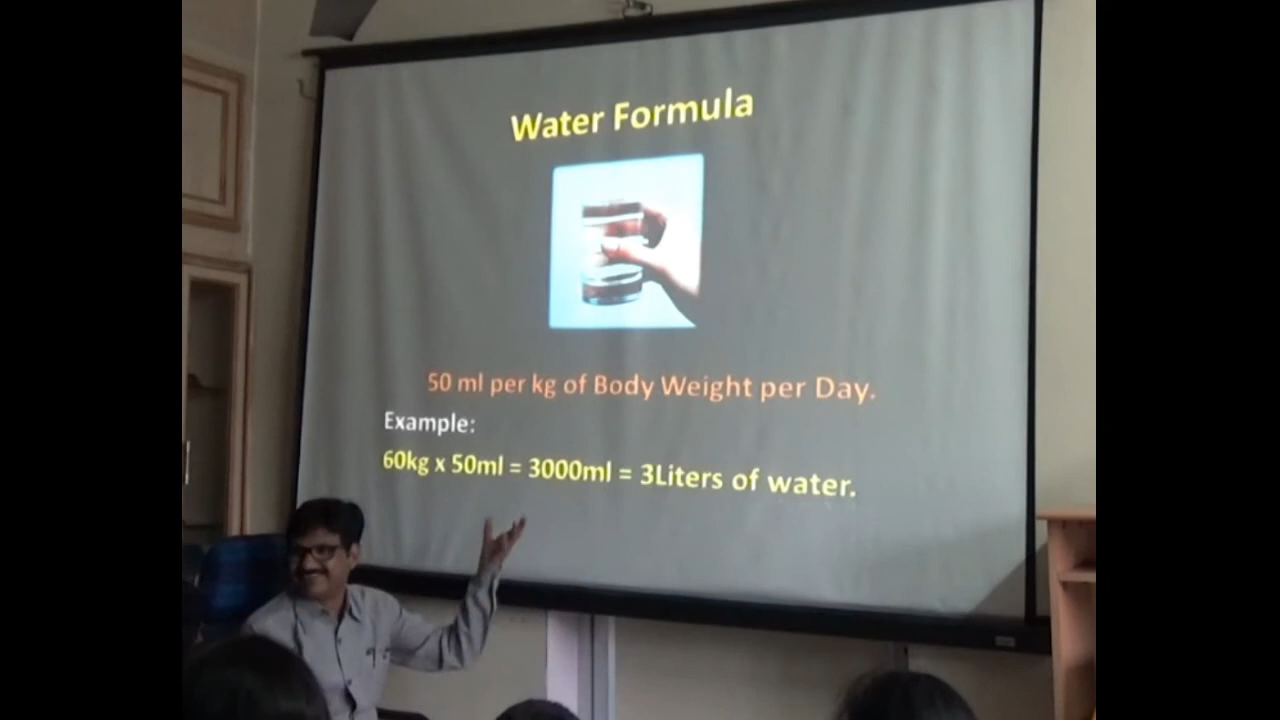 Water Formula
50 ml per kg of Body Weight per Day.
Example:
60kg x 50ml = 3000ml = 3Liters of water.